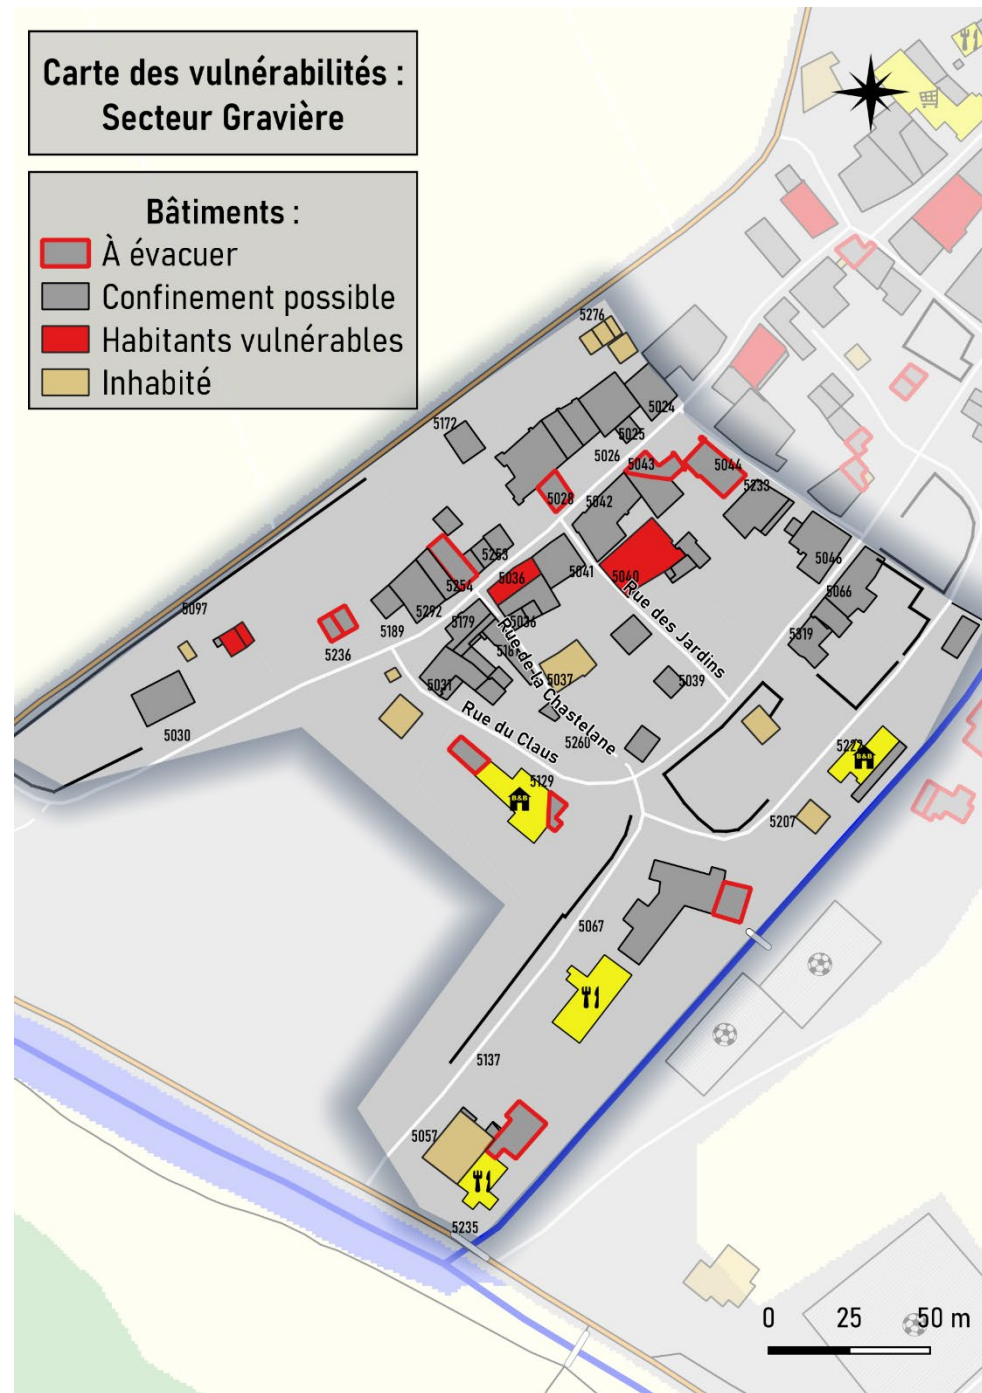 Carte des vulnérabilités :
Secteur Gravière
Bâtiments :
À évacuer
Confinement possible
Habitants vulnérables
Inhabité
5276
5024
5172
5025
5026
5043
5044
5028
5042
5233
5253
5046
5254
5036
5041
5040
5066
5292
5097
5179
5036
5189
5319
5236
5037
5039
5031
Rue des Jardins
Rue de la Chastelane
Rue du Claus
5030
5260
5129
B&B
B&B
5207
5067
5137
5057
5235
0 25 50 m